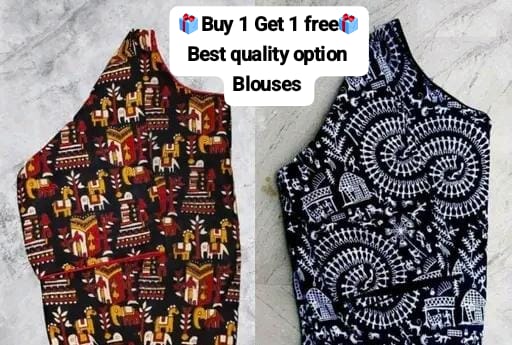 🎁Buy 1 Get 1 free🎁
Best quality option
Blouses